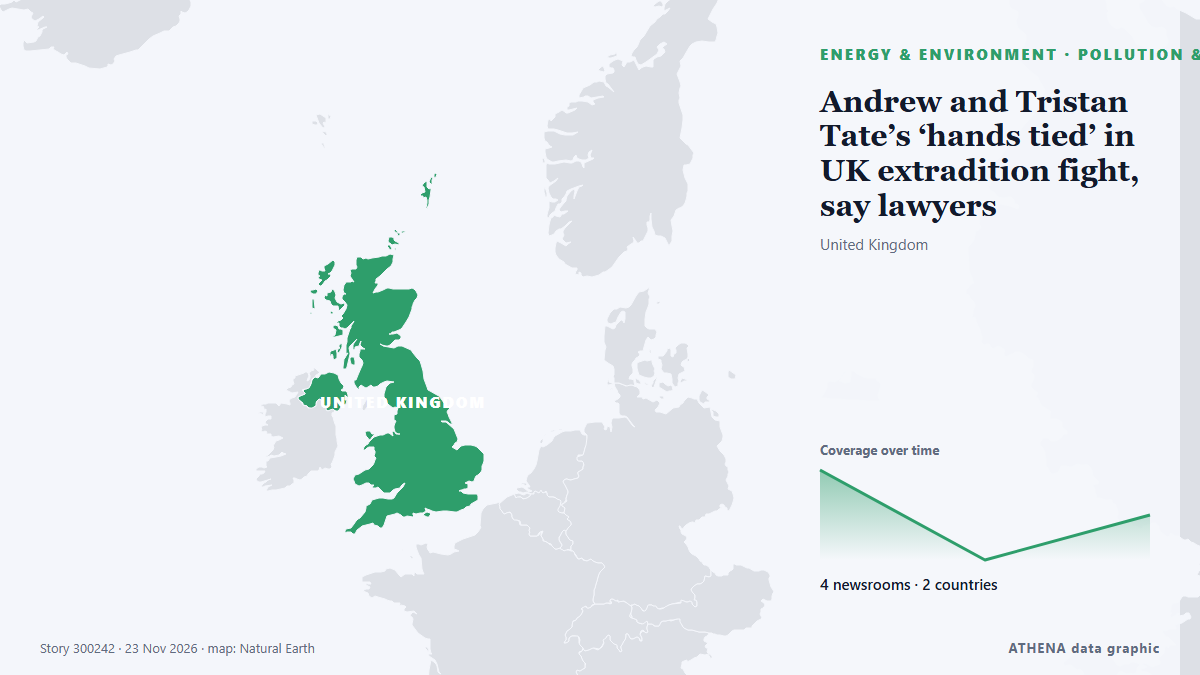 ENERGY & ENVIRONMENT · POLLUTION &
Andrew and Tristan
Tate’s ‘hands tied’ in
UK extradition fight,
say lawyers
United Kingdom
UNITED KINGDOM
Coverage over time
4 newsrooms · 2 countries
Story 300242 · 23 Nov 2026 · map: Natural Earth
ATHENA data graphic